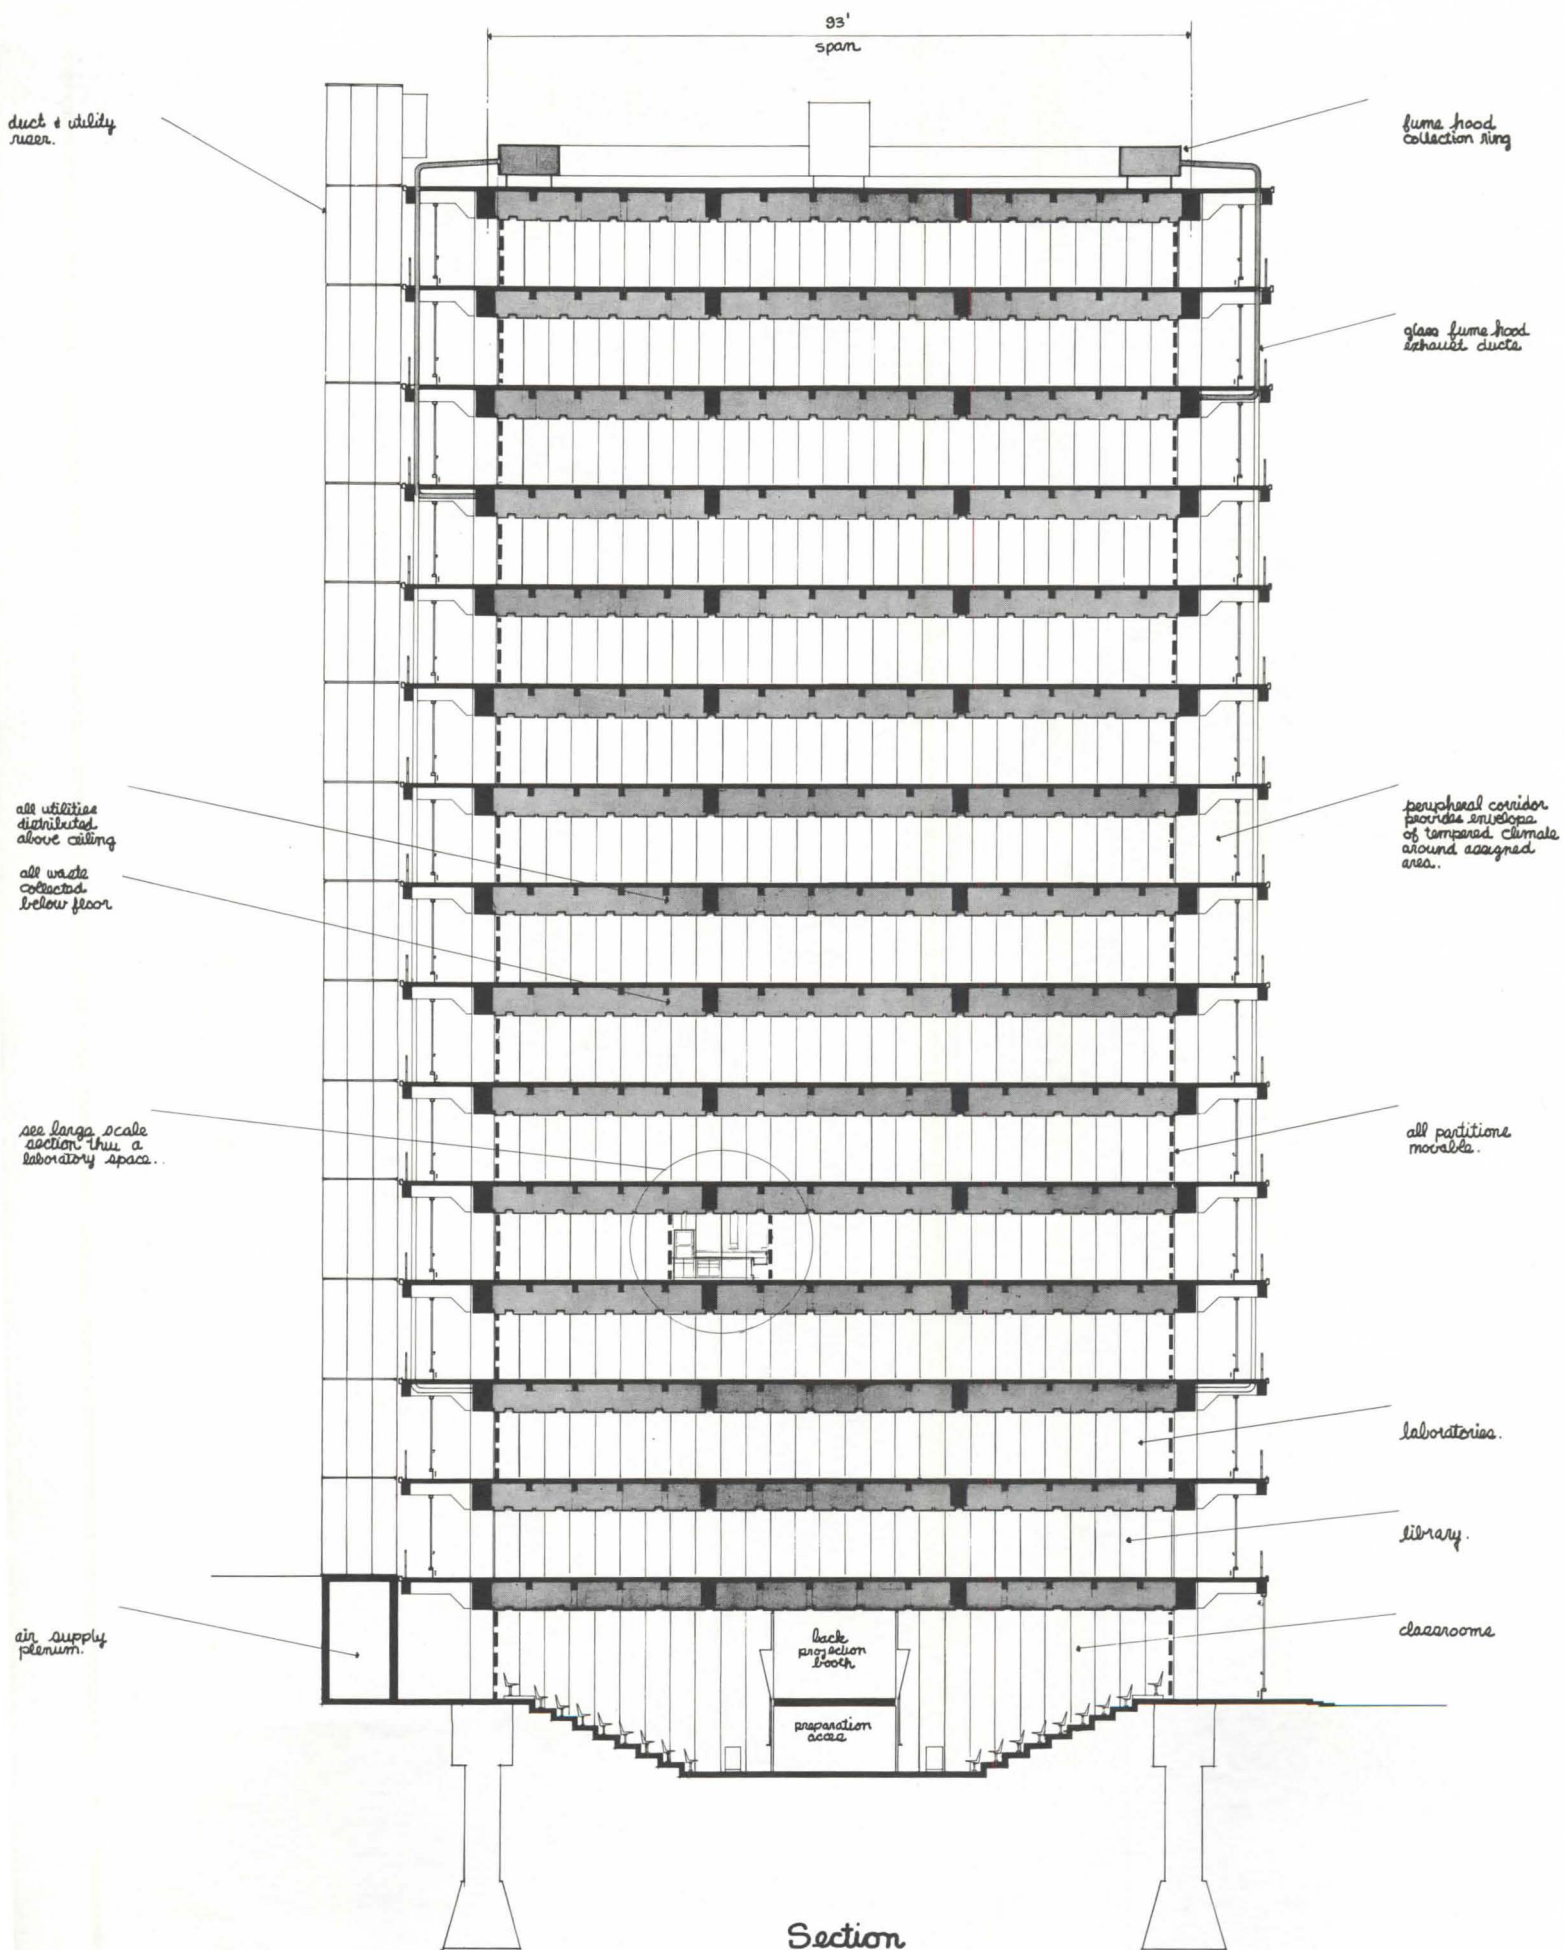 93'
span
duct & utility
riser.
fume hood
collection ring
glass fume hood
exhaust ducts
all utilities
distributed
above ceiling
all waste
collected
below floor
peripheral corridor
provides envelope
of tempered climate
around assigned
area.
see large scale
section thru a
laboratory space..
all partitions
movable.
laboratories.
library.
air supply
plenum.
classrooms
back
projection
booth
preparation
area
Section